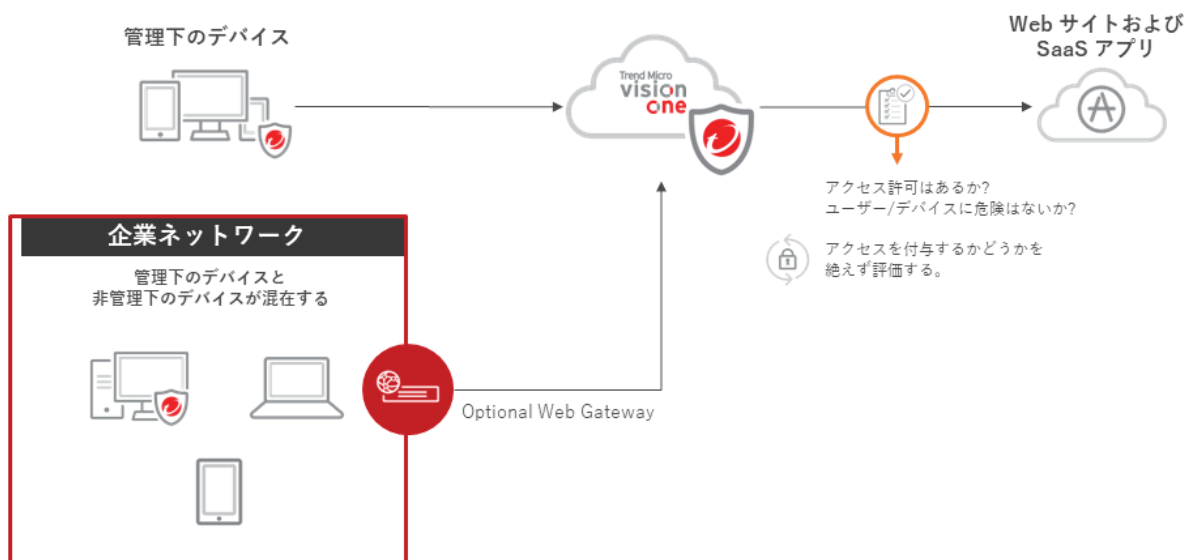 管理下のデバイス
Web サイトおよび
SaaS アプリ
Trend Micro
vision
one
アクセス許可はあるか?
ユーザー/デバイスに危険はないか?
アクセスを付与するかどうかを
絶えず評価する。
企業ネットワーク
管理下のデバイスと
非管理下のデバイスが混在する
Optional Web Gateway